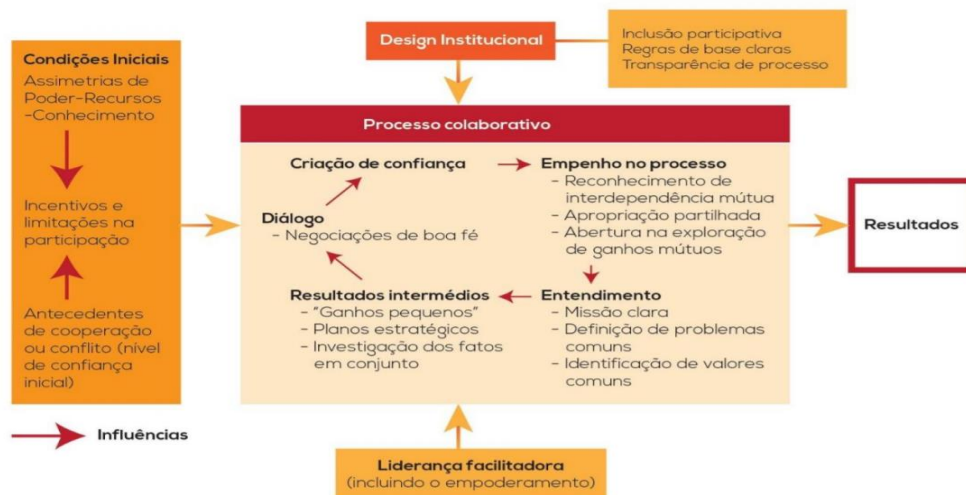 Design Institucional
Inclusão participativa
Regras de base claras
Transparência de processo
Condições Iniciais
Assimetrias de
Poder-Recursos
-Conhecimento
Incentivos e
limitações na
participação
Antecedentes
de cooperação
ou conflito (nível
de confiança
inicial)
Processo colaborativo
Criação de confiança
Empenho no processo
- Reconhecimento de
interdependência mútua
- Apropriação partilhada
- Abertura na exploração
de ganhos mútuos
Diálogo
- Negociações de boa fé
Resultados intermédios
- "Ganhos pequenos"
- Planos estratégicos
- Investigação dos fatos
em conjunto
Entendimento
- Missão clara
- Definição de problemas
comuns
- Identificação de valores
comuns
Resultados
Influências
Liderança facilitadora
(incluindo o empoderamento)